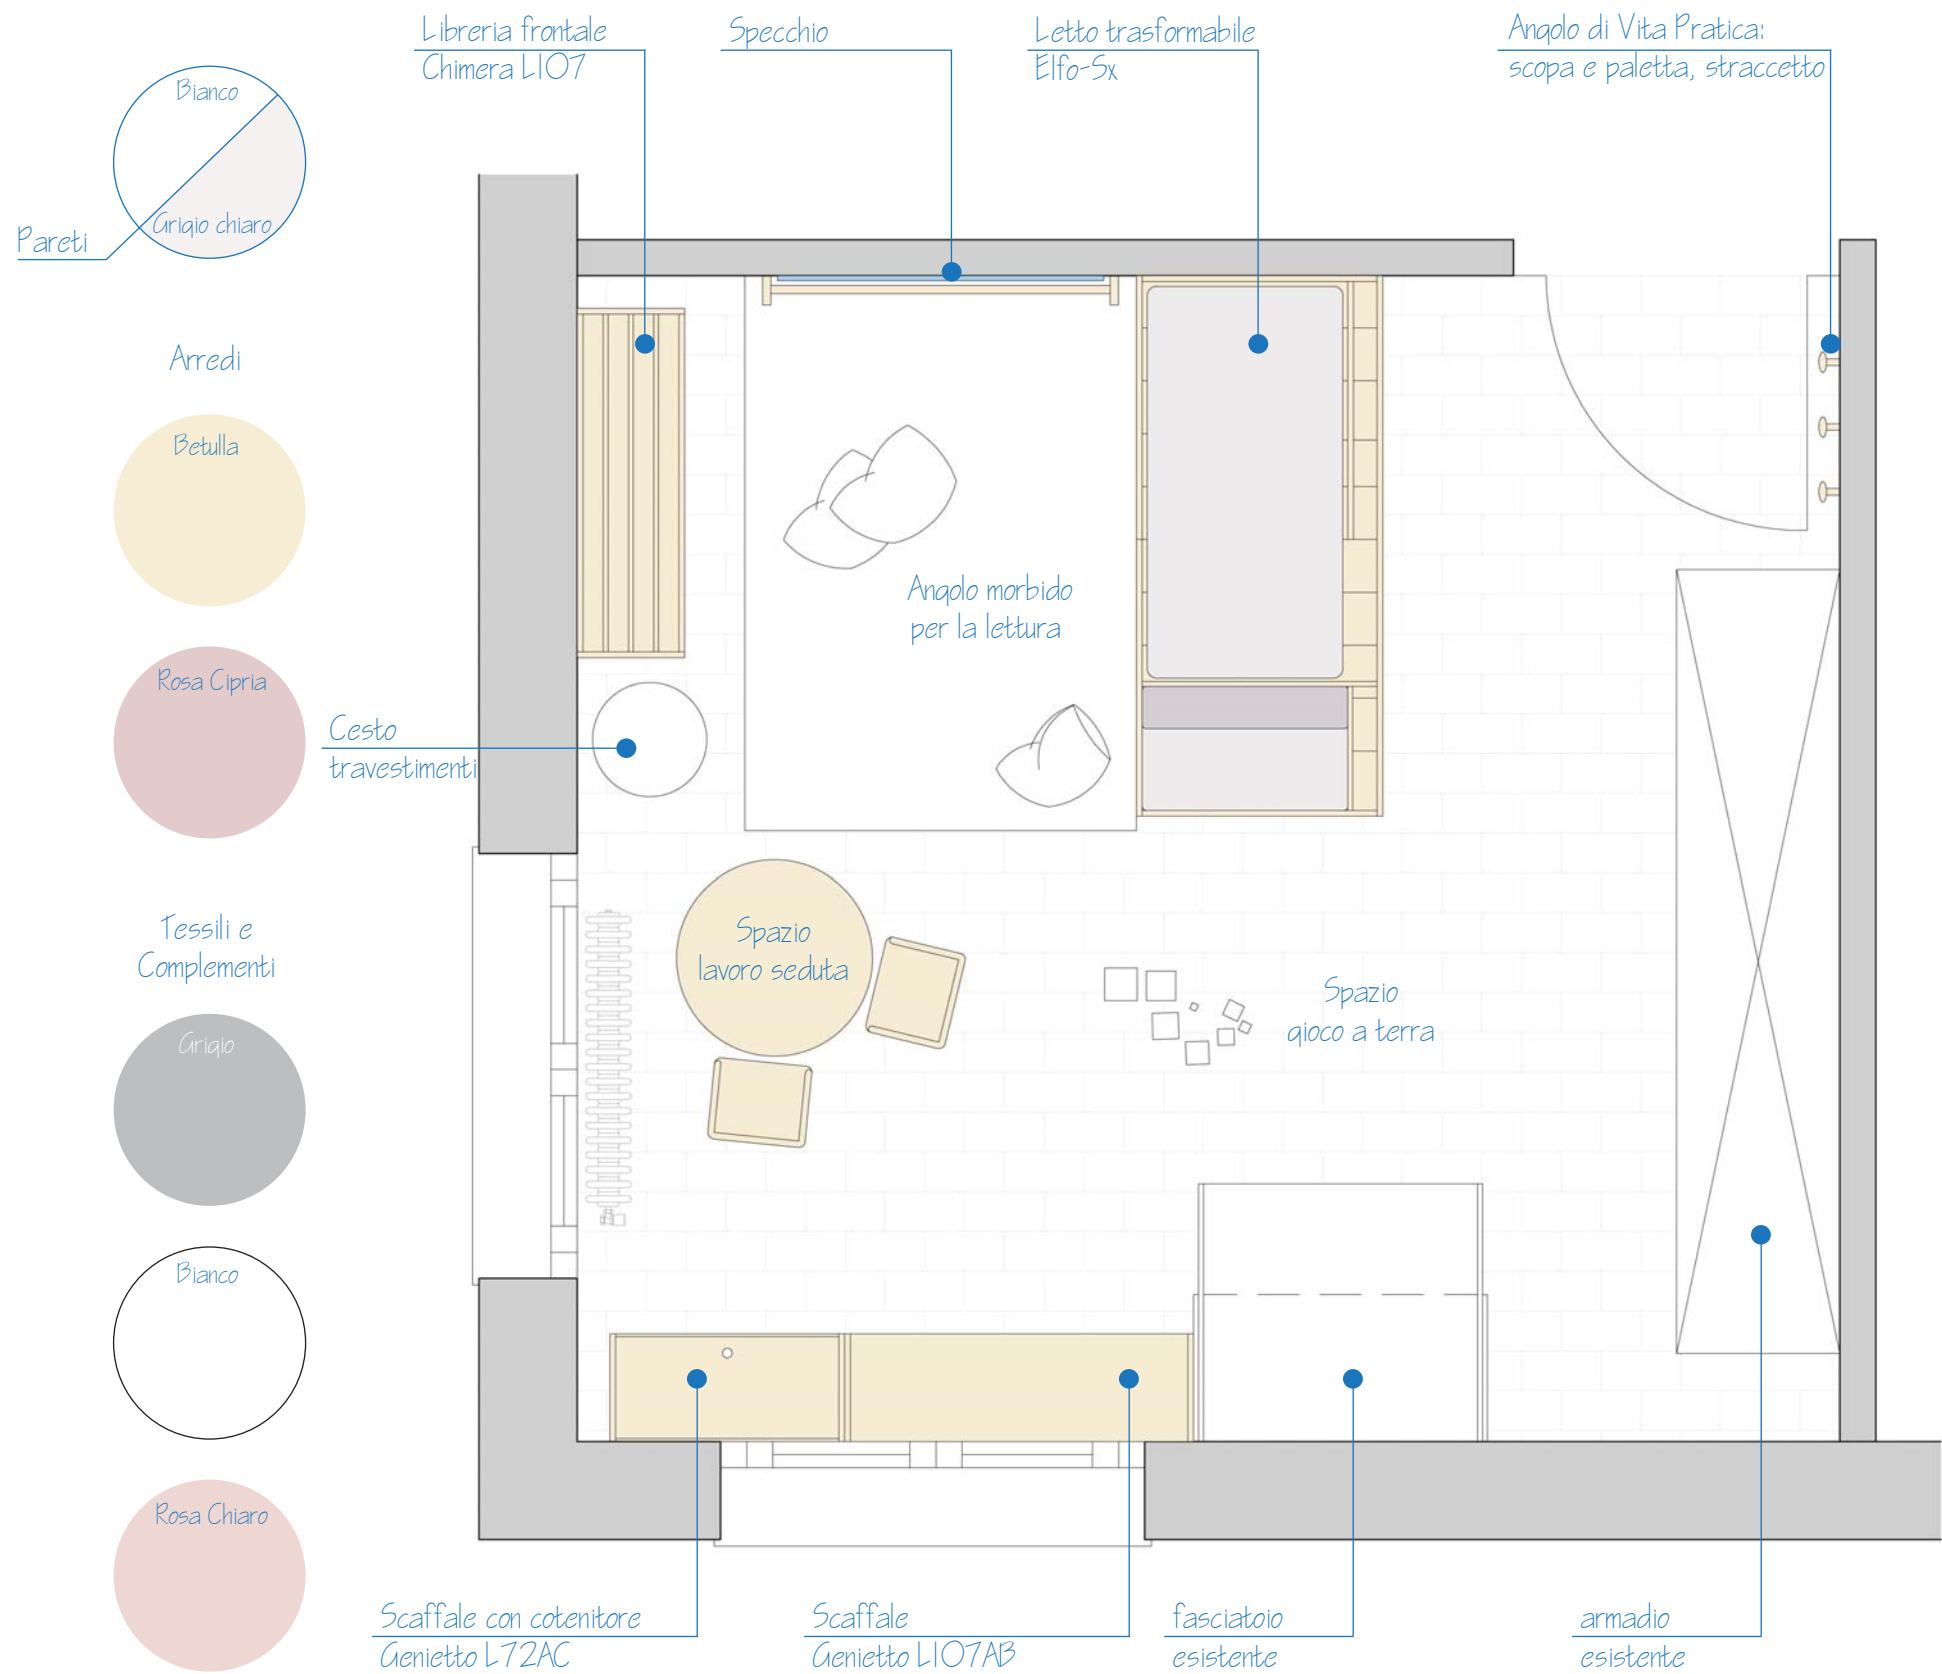 Libreria frontale
Chimera L107
Specchio
Letto trasformabile
Elfo-Sx
Angolo di Vita Pratica:
scopa e paletta, straccetto
Bianco
Grigio chiaro
Pareti
Arredi
Betulla
Rosa Cipria
Cesto
travestimenti
Angolo morbido
per la lettura
Tessili e
Complementi
Grigio
Bianco
Rosa Chiaro
Spazio
lavoro seduta
Spazio
gioco a terra
Scaffale con cotenitore
Genietto L72AC
Scaffale
Genietto L107AB
fasciatoio
esistente
armadio
esistente